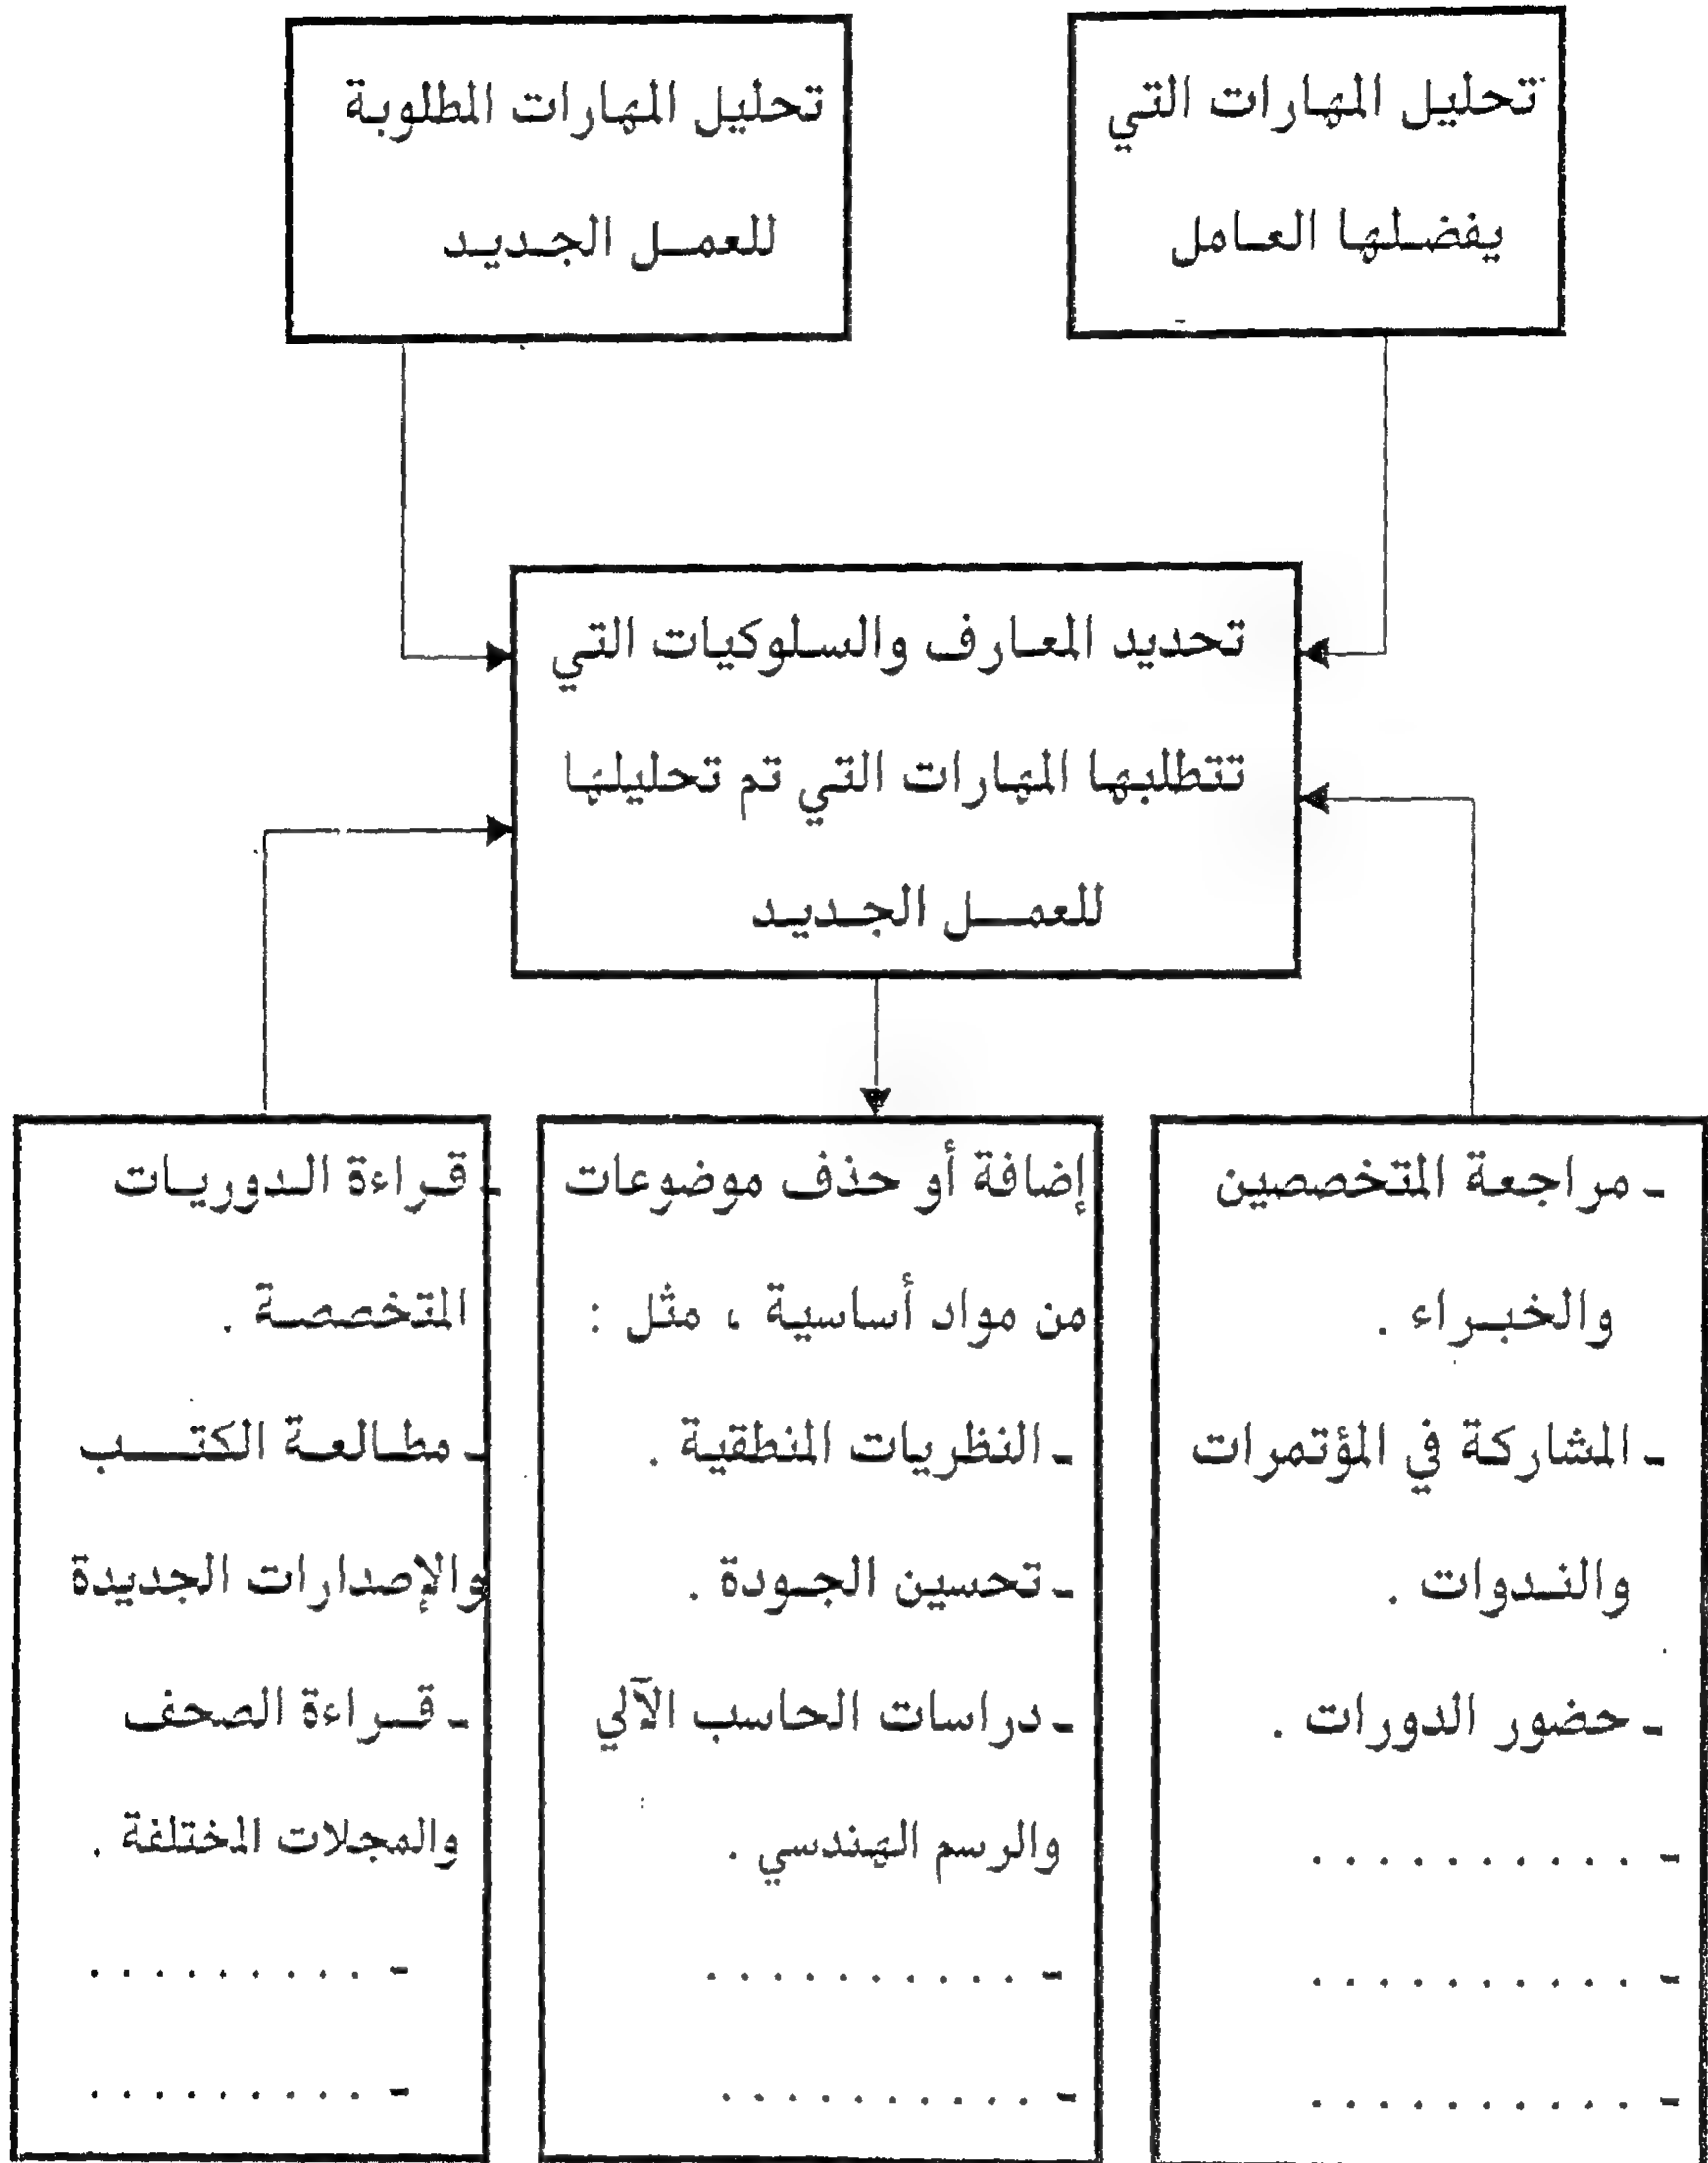 تحليل المهارات التي
يفضلها العامل
تحليل المهارات المطلوبة
للعمل الجديد
تحديد المعارف والسلوكيات التي
تتطلبها المهارات التي تم تحليلها
للعمل الجديد
- مراجعة المتخصصين
والخبراء .
- المشاركة في المؤتمرات
والندوات .
- حضور الدورات .
- . . . . . . . . . .
- . . . . . . . . . .
- . . . . . . . . . .
إضافة أو حذف موضوعات
من مواد أساسية ، مثل :
- النظريات المنطقية .
- تحسين الجودة .
- دراسات الحاسب الآلي
والرسم الهندسي .
- . . . . . . . . . . .
- . . . . . . . . . .
- قراءة الدوريات
المتخصصة .
- مطالعة الكتب
والإصدارات الجديدة
- قراءة الصحف
والمجلات المختلفة .
- . . . . . . . . .
- . . . . . . . . .